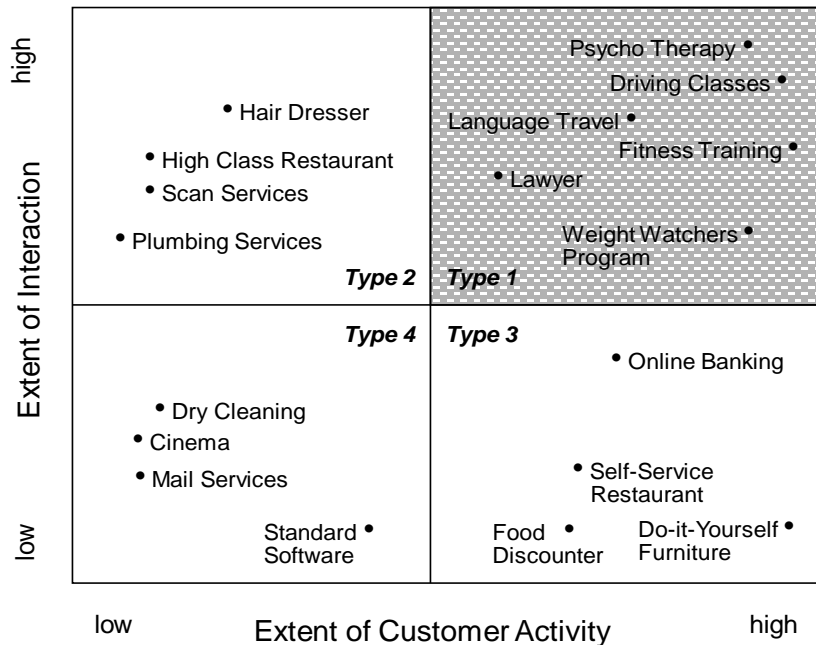 high
Extent of Interaction
low
Hair Dresser
High Class Restaurant
Scan Services
Plumbing Services
Type 2
Psycho Therapy
Driving Classes
Language Travel
Fitness Training
Lawyer
Weight Watchers
Program
Type 1
Type 4
Dry Cleaning
Cinema
Mail Services
Standard
Software
Type 3
Online Banking
Self-Service
Restaurant
Food
Discounter
Do-it-Yourself
Furniture
low
Extent of Customer Activity
high